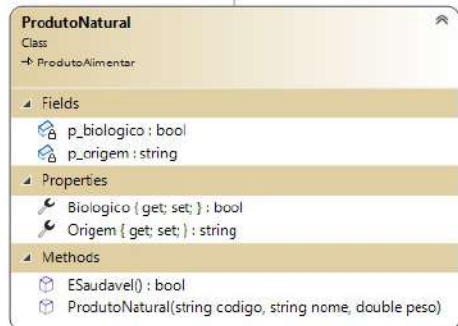 ProdutoNatural
Class
ProdutoAlimentar
Fields
p_biologico : bool
p_origem : string
Properties
Biologico { get; set; } : bool
Origem { get; set; } : string
Methods
ESaudavel() : bool
ProdutoNatural(string codigo, string nome, double peso)